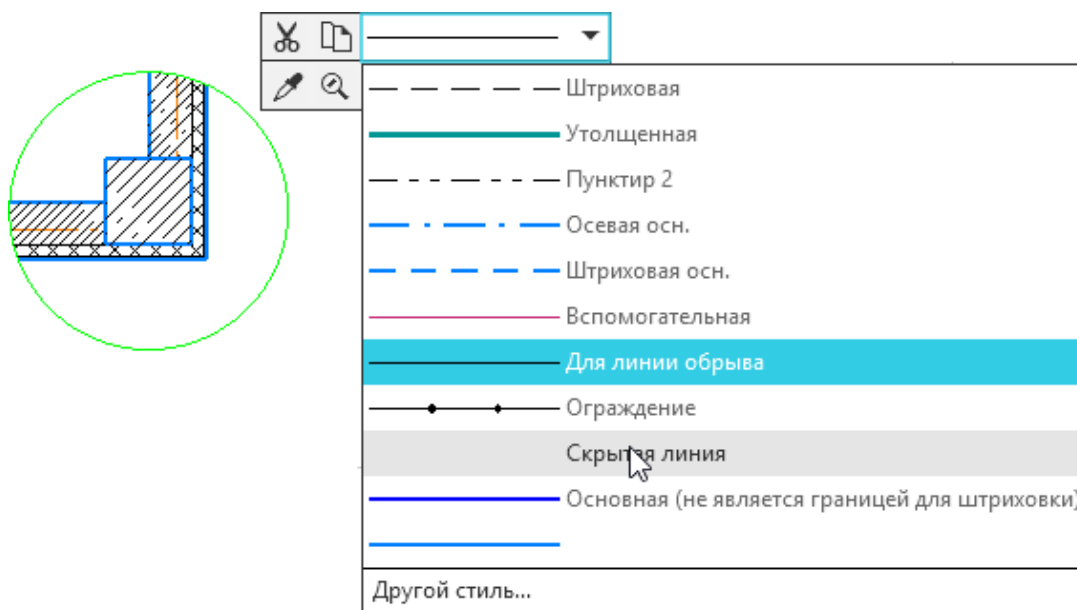 Штриховая
Утолщенная
Пунктир 2
Осевая осн.
Штриховая осн.
Вспомогательная
Для линии обрыва
Ограждение
Скрытая линия
Основная (не является границей для штриховки)
Другой стиль...